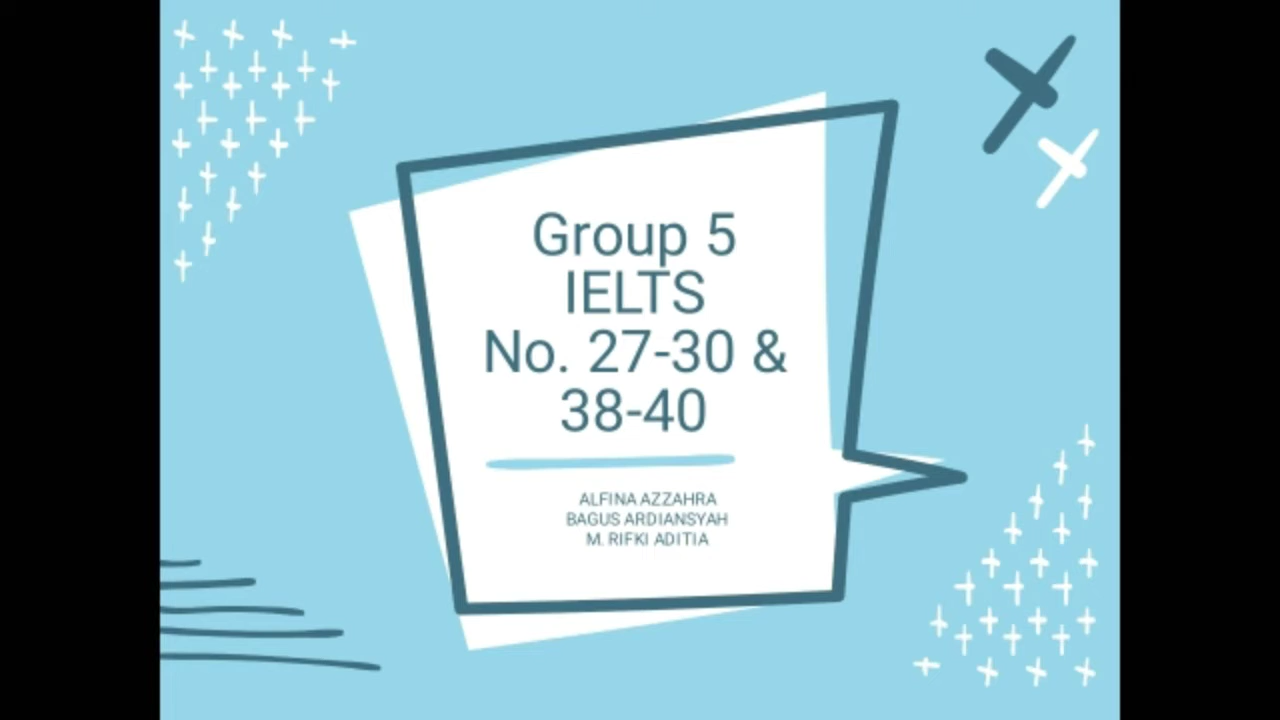 Group 5
IELTS
No. 27-30 &
38-40
ALFINA AZZAHRA
BAGUS ARDIANSYAH
M. RIFKI ADITIA